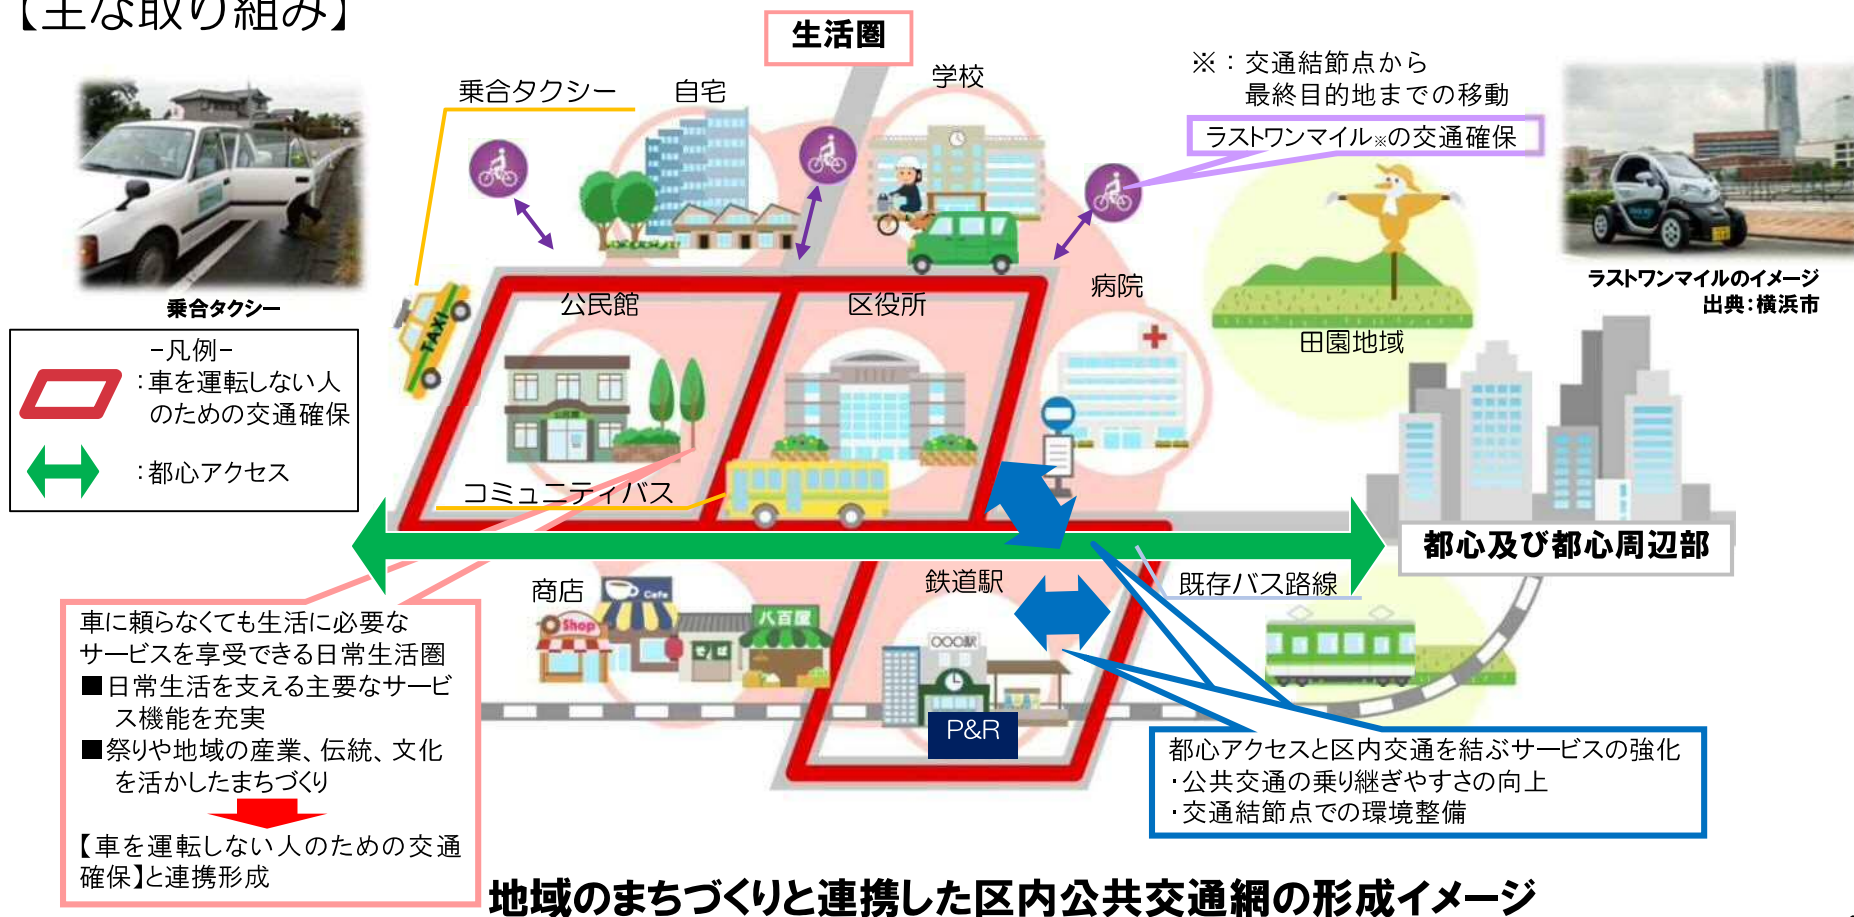 【主な取り組み】
生活圏
乗合タクシー
自宅
学校
※：交通結節点から
最終目的地までの移動
ラストワンマイル※の交通確保
乗合タクシー
ラストワンマイルのイメージ
出典：横浜市
－凡例－
：車を運転しない人
のための交通確保
：都心アクセス
TAXI
公民館
区役所
病院
田園地域
公民館
コミュニティバス
都心及び都心周辺部
商店
鉄道駅
既存バス路線
Cafe
Shop
そば
八百屋
〇〇〇駅
P&R
車に頼らなくても生活に必要な
サービスを享受できる日常生活圏
■日常生活を支える主要なサービ
ス機能を充実
■祭りや地域の産業、伝統、文化
を活かしたまちづくり
【車を運転しない人のための交通
確保】と連携形成
都心アクセスと区内交通を結ぶサービスの強化
・公共交通の乗り継ぎやすさの向上
・交通結節点での環境整備
地域のまちづくりと連携した区内公共交通網の形成イメージ